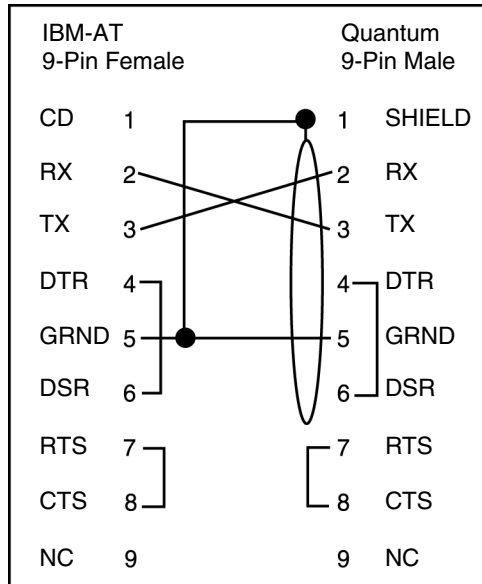 IBM-AT Quantum
9-Pin Female 9-Pin Male
CD 1 1 SHIELD
RX 2 2 RX
TX 3 3 TX
DTR 4 4 DTR
GRND 5 5 GRND
DSR 6 6 DSR
RTS 7 7 RTS
CTS 8 8 CTS
NC 9 9 NC